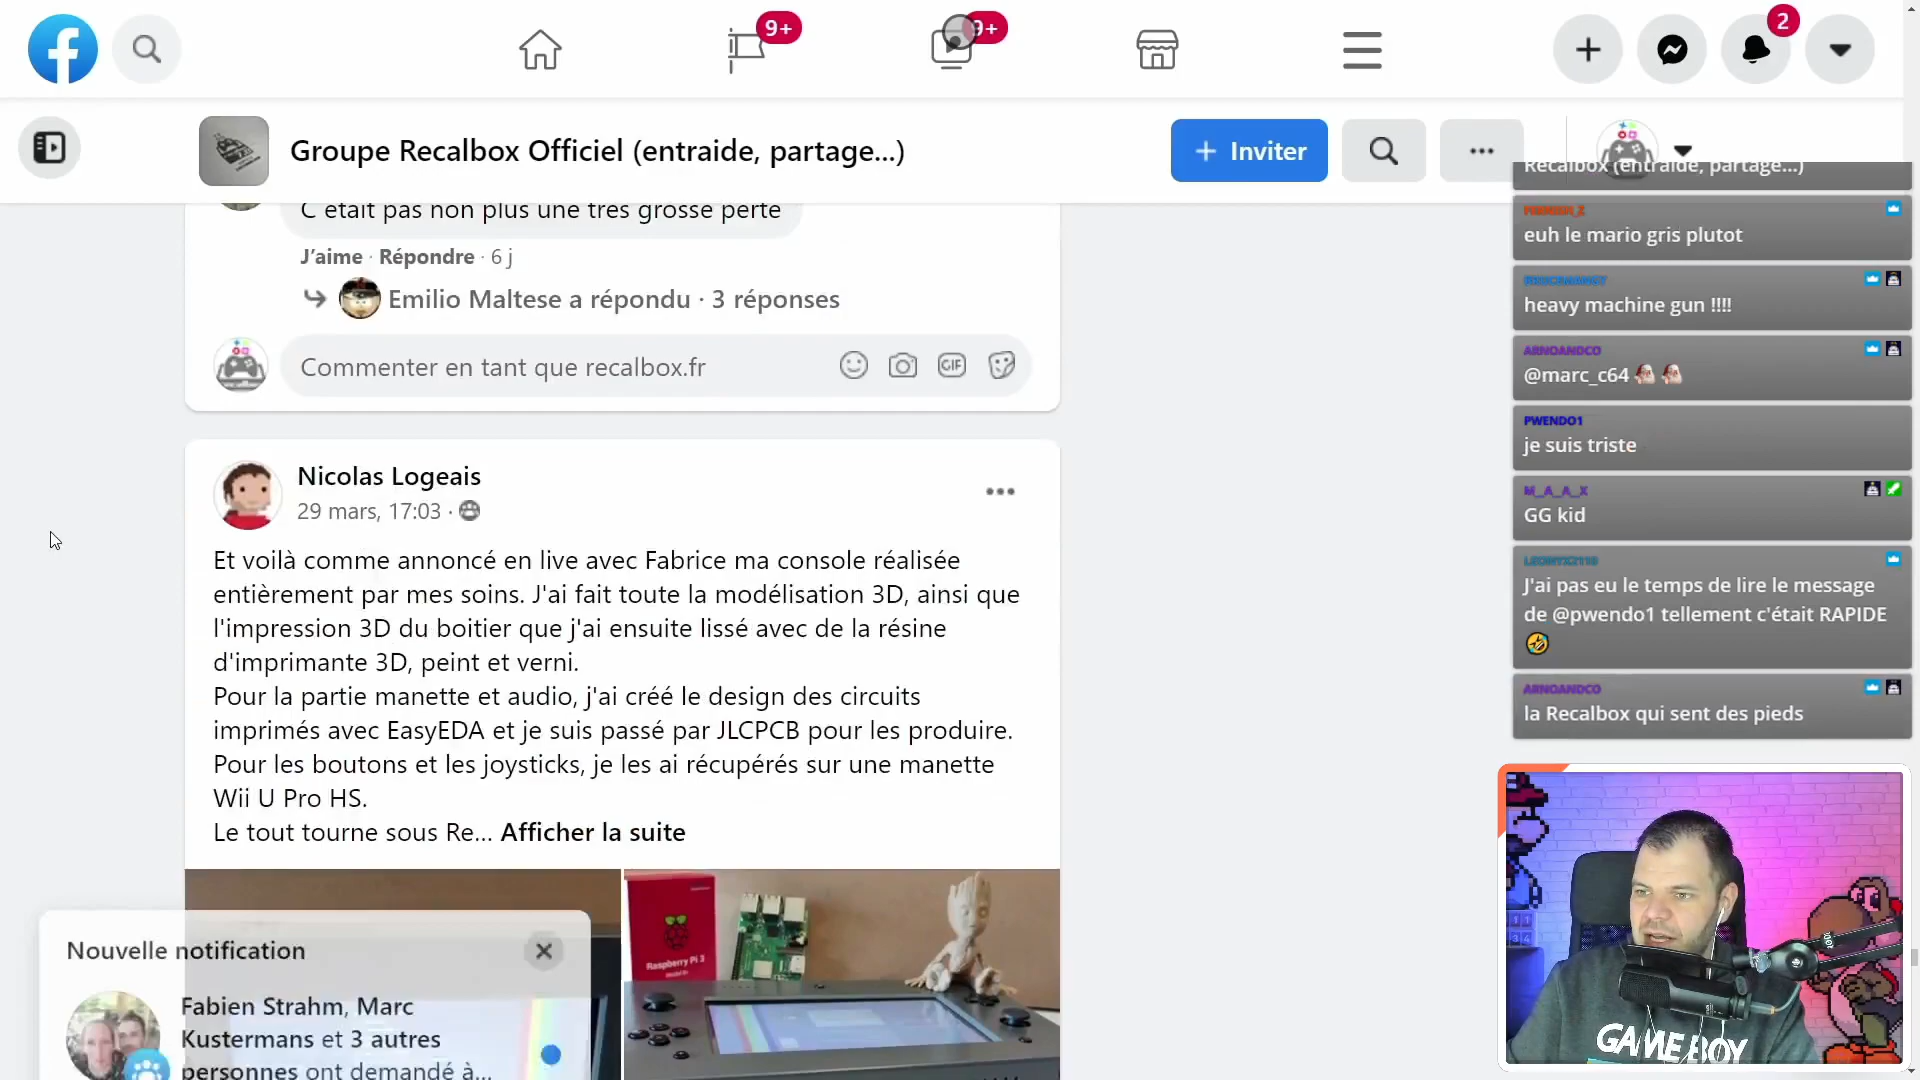 9+
9+
2
Groupe Recalbox Officiel (entraide, partage...)
+ Inviter
C était pas non plus une très grosse perte
J'aime · Répondre · 6 j
Emilio Maltese a répondu · 3 réponses
Commenter en tant que recalbox.fr
GIF
Nicolas Logeais
29 mars, 17:03 ·
Et voilà comme annoncé en live avec Fabrice ma console réalisée
entièrement par mes soins. J'ai fait toute la modélisation 3D, ainsi que
l'impression 3D du boitier que j'ai ensuite lissé avec de la résine
d'imprimante 3D, peint et verni.
Pour la partie manette et audio, j'ai créé le design des circuits
imprimés avec EasyEDA et je suis passé par JLCPCB pour les produire.
Pour les boutons et les joysticks, je les ai récupérés sur une manette
Wii U Pro HS.
Le tout tourne sous Re... Afficher la suite
Raspberry Pi 3
Nouvelle notification
Fabien Strahm, Marc
Kustermans et 3 autres
personnes ont demandé à...
Recalbox (entraide, partage...)
euh le mario gris plutot
heavy machine gun !!!!
ARNOANDCO
@marc_c64
PWENDO1
je suis triste
M_A_A_X
GG kid
J'ai pas eu le temps de lire le message
de @pwendo1 tellement c'était RAPIDE
ARNOANDCO
la Recalbox qui sent des pieds
GAME BOY